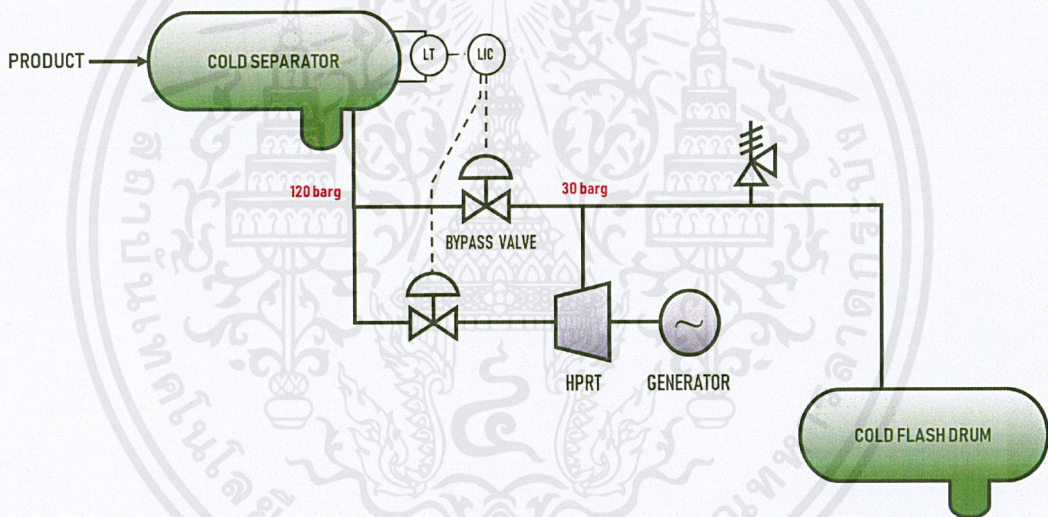 PRODUCT
COLD SEPARATOR
LT
LIC
120 barg
30 barg
BYPASS VALVE
HPRT
GENERATOR
COLD FLASH DRUM